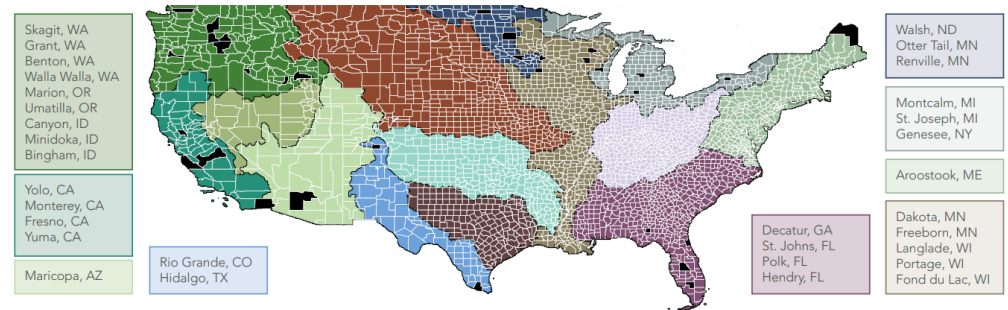 Skagit, WA
Grant, WA
Benton, WA
Walla Walla, WA
Marion, OR
Umatilla, OR
Canyon, ID
Minidoka, ID
Bingham, ID
Yolo, CA
Monterey, CA
Fresno, CA
Yuma, CA
Maricopa, AZ
Rio Grande, CO
Hidalgo, TX
Decatur, GA
St. Johns, FL
Polk, FL
Hendry, FL
Walsh, ND
Otter Tail, MN
Renville, MN
Montcalm, MI
St. Joseph, MI
Genesee, NY
Aroostook, ME
Dakota, MN
Freeborn, MN
Langlade, WI
Portage, WI
Fond du Lac, WI